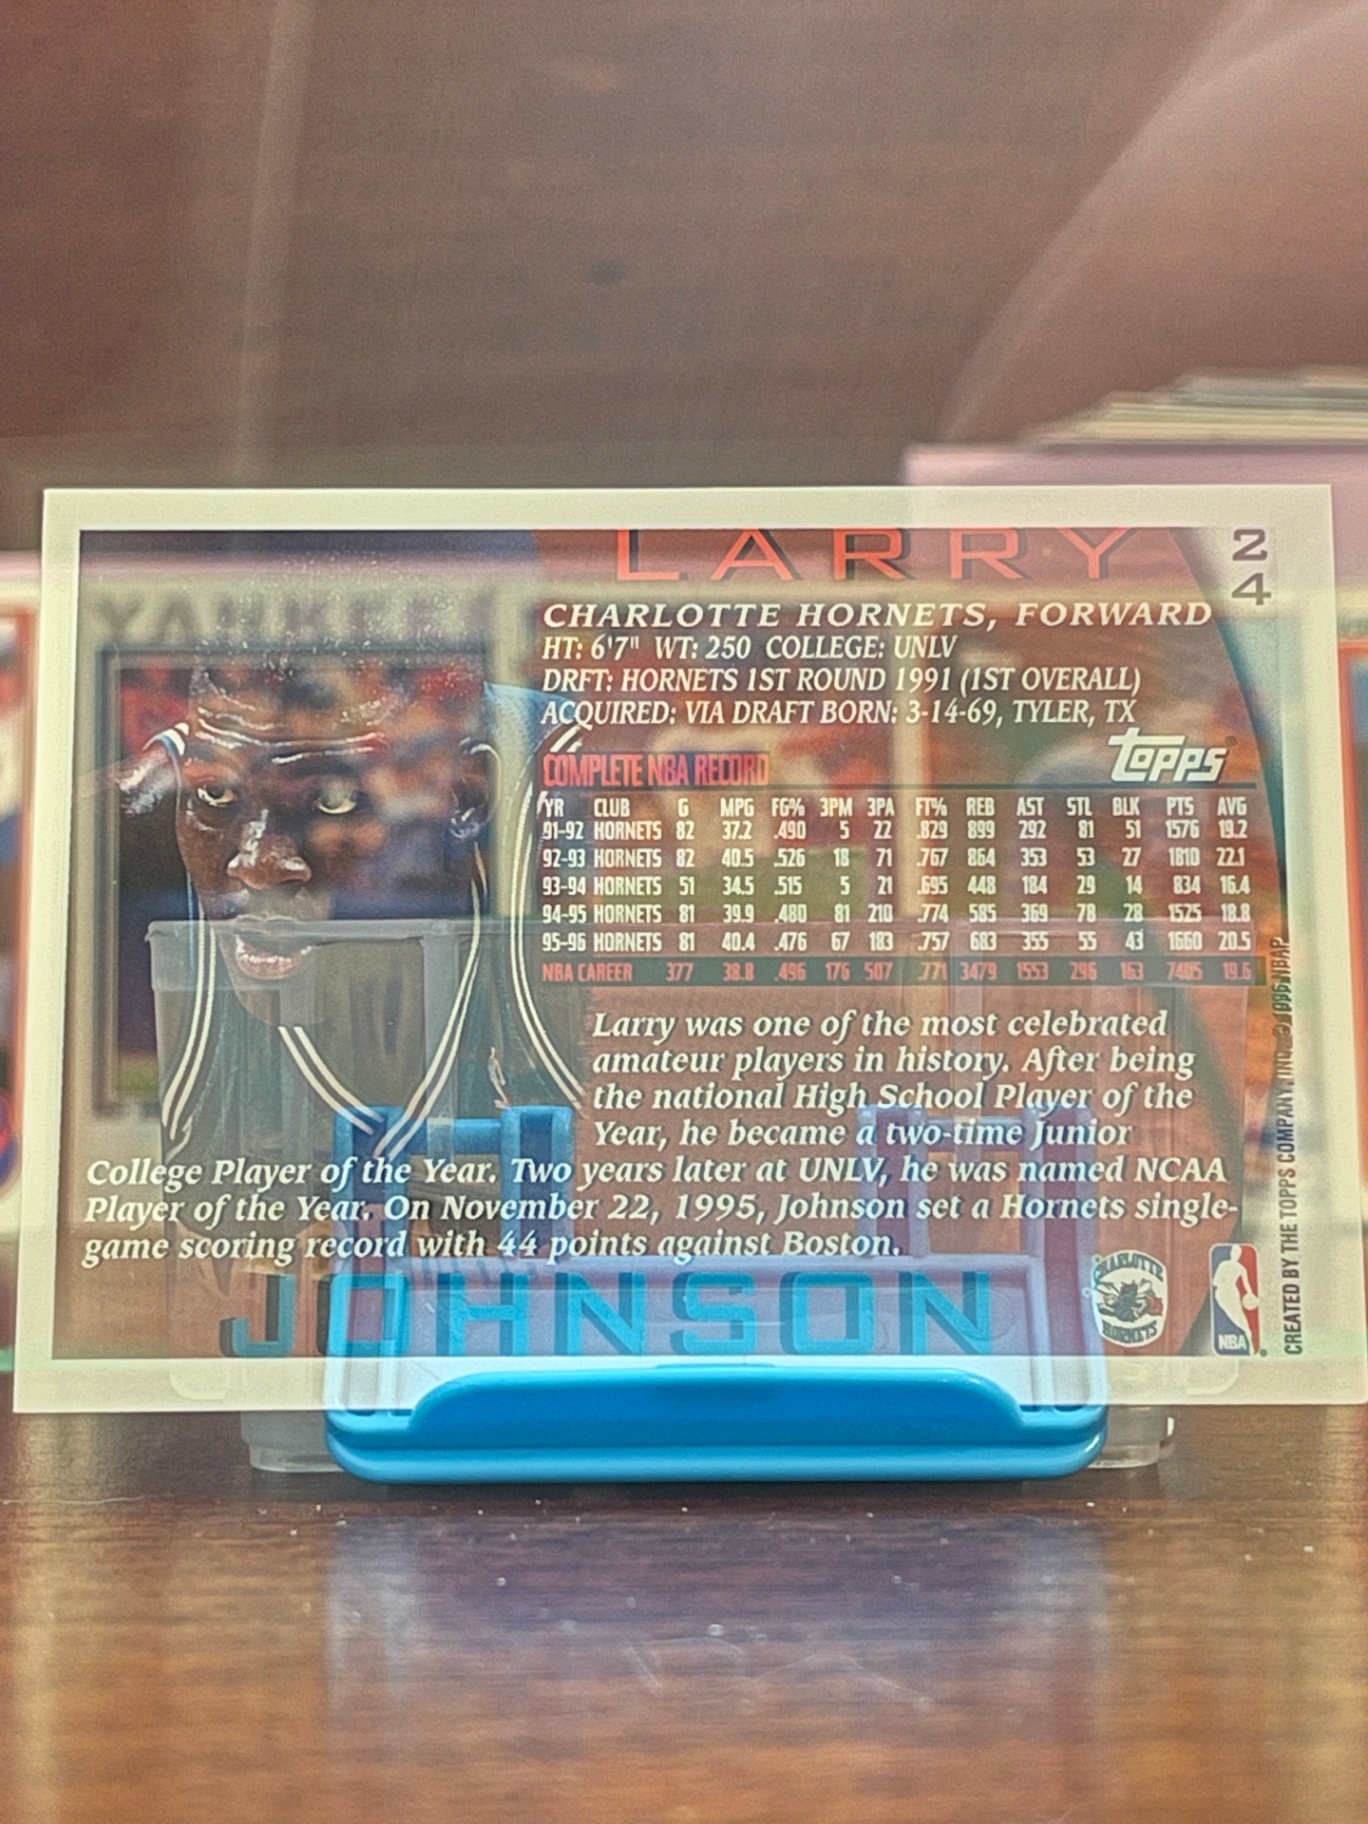 LARRY
24
CHARLOTTE HORNETS, FORWARD
HT: 6'7" WT: 250 COLLEGE: UNLV
DRFT: HORNETS 1ST ROUND 1991 (1ST OVERALL)
ACQUIRED: VIA DRAFT BORN: 3-14-69, TYLER, TX
YANKEES
TOPPS
COMPLETE NBA RECORD
YR CLUB G MPG FG% 3PM 3PA FT% REB AST STL BLK PTS AVG
91-92 HORNETS 82 37.2 .490 5 22 .829 899 292 81 51 1576 19.2
92-93 HORNETS 82 40.5 .526 18 71 .767 864 353 53 27 1810 22.1
93-94 HORNETS 51 34.5 .515 5 21 .695 448 184 29 14 834 16.4
94-95 HORNETS 81 39.9 .480 81 210 .774 585 369 78 28 1525 18.8
95-96 HORNETS 81 40.4 .476 67 183 .757 683 355 55 43 1660 20.5
NBA CAREER 377 38.8 .496 176 507 .771 3479 1553 296 163 7405 19.6
Larry was one of the most celebrated
amateur players in history. After being
the national High School Player of the
Year, he became a two-time Junior
College Player of the Year. Two years later at UNLV, he was named NCAA
Player of the Year. On November 22, 1995, Johnson set a Hornets single-
game scoring record with 44 points against Boston.
JOHNSON
CHARLOTTE
HORNETS
NBA
CREATED BY THE TOPPS COMPANY, INC. © 1996 NBAP